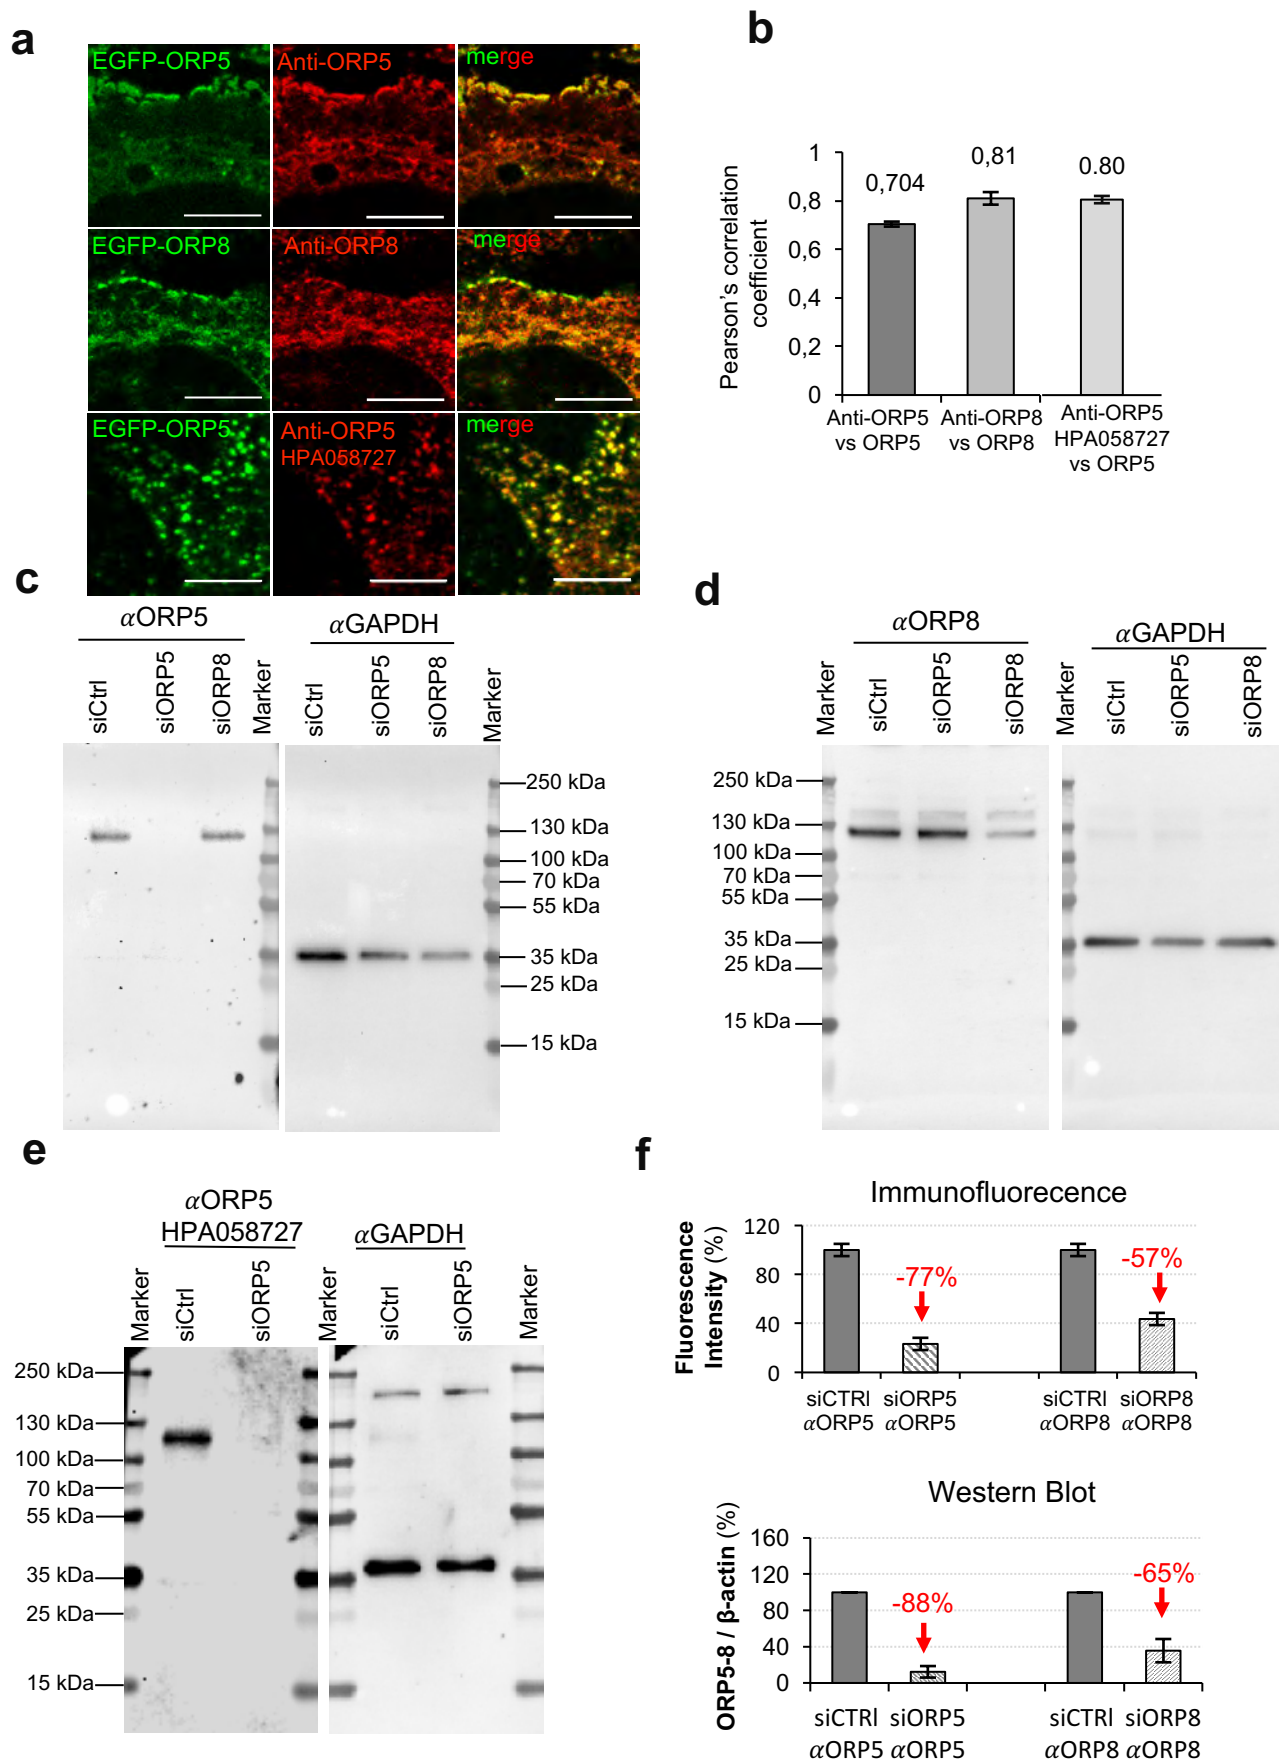 a
EGFP-ORP5
Anti-ORP5
merge
EGFP-ORP8
Anti-ORP8
merge
EGFP-ORP5
Anti-ORP5
HPA058727
merge
b
Pearson's correlation
coefficient
1
0,8
0,6
0,4
0,2
0
0,704
0,81
0.80
Anti-ORP5
vs ORP5
Anti-ORP8
vs ORP8
Anti-ORP5
HPA058727
vs ORP5
c
αORP5
αGAPDH
siCtrl
siORP5
siORP8
Marker
siCtrl
siORP5
siORP8
Marker
250 kDa
130 kDa
100 kDa
70 kDa
55 kDa
35 kDa
25 kDa
15 kDa
d
αORP8
αGAPDH
Marker
siCtrl
siORP5
siORP8
Marker
siCtrl
siORP5
siORP8
250 kDa
130 kDa
100 kDa
70 kDa
55 kDa
35 kDa
25 kDa
15 kDa
e
αORP5
HPA058727
αGAPDH
Marker
siCtrl
siORP5
Marker
siCtrl
siORP5
Marker
250 kDa
130 kDa
100 kDa
70 kDa
55 kDa
35 kDa
25 kDa
15 kDa
f
Immunofluorecence
Fluorescence
Intensity (%)
120
80
40
0
-77%
-57%
siCTRl
αORP5
siORP5
αORP5
siCTRl
αORP8
siORP8
αORP8
Western Blot
ORP5-8 / β-actin (%)
160
120
80
40
0
-88%
-65%
siCTRl
αORP5
siORP5
αORP5
siCTRl
αORP8
siORP8
αORP8